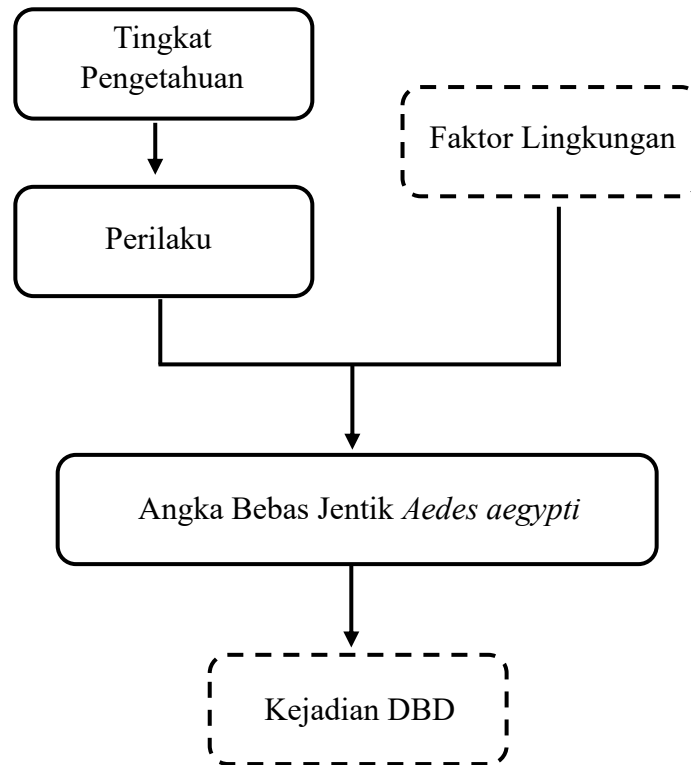 Tingkat
Pengetahuan
Faktor Lingkungan
Perilaku
Angka Bebas Jentik Aedes aegypti
Kejadian DBD